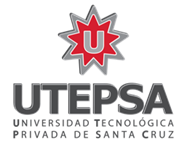 U
UTEPSA
UNIVERSIDAD TECNOLÓGICA
PRIVADA DE SANTA CRUZ